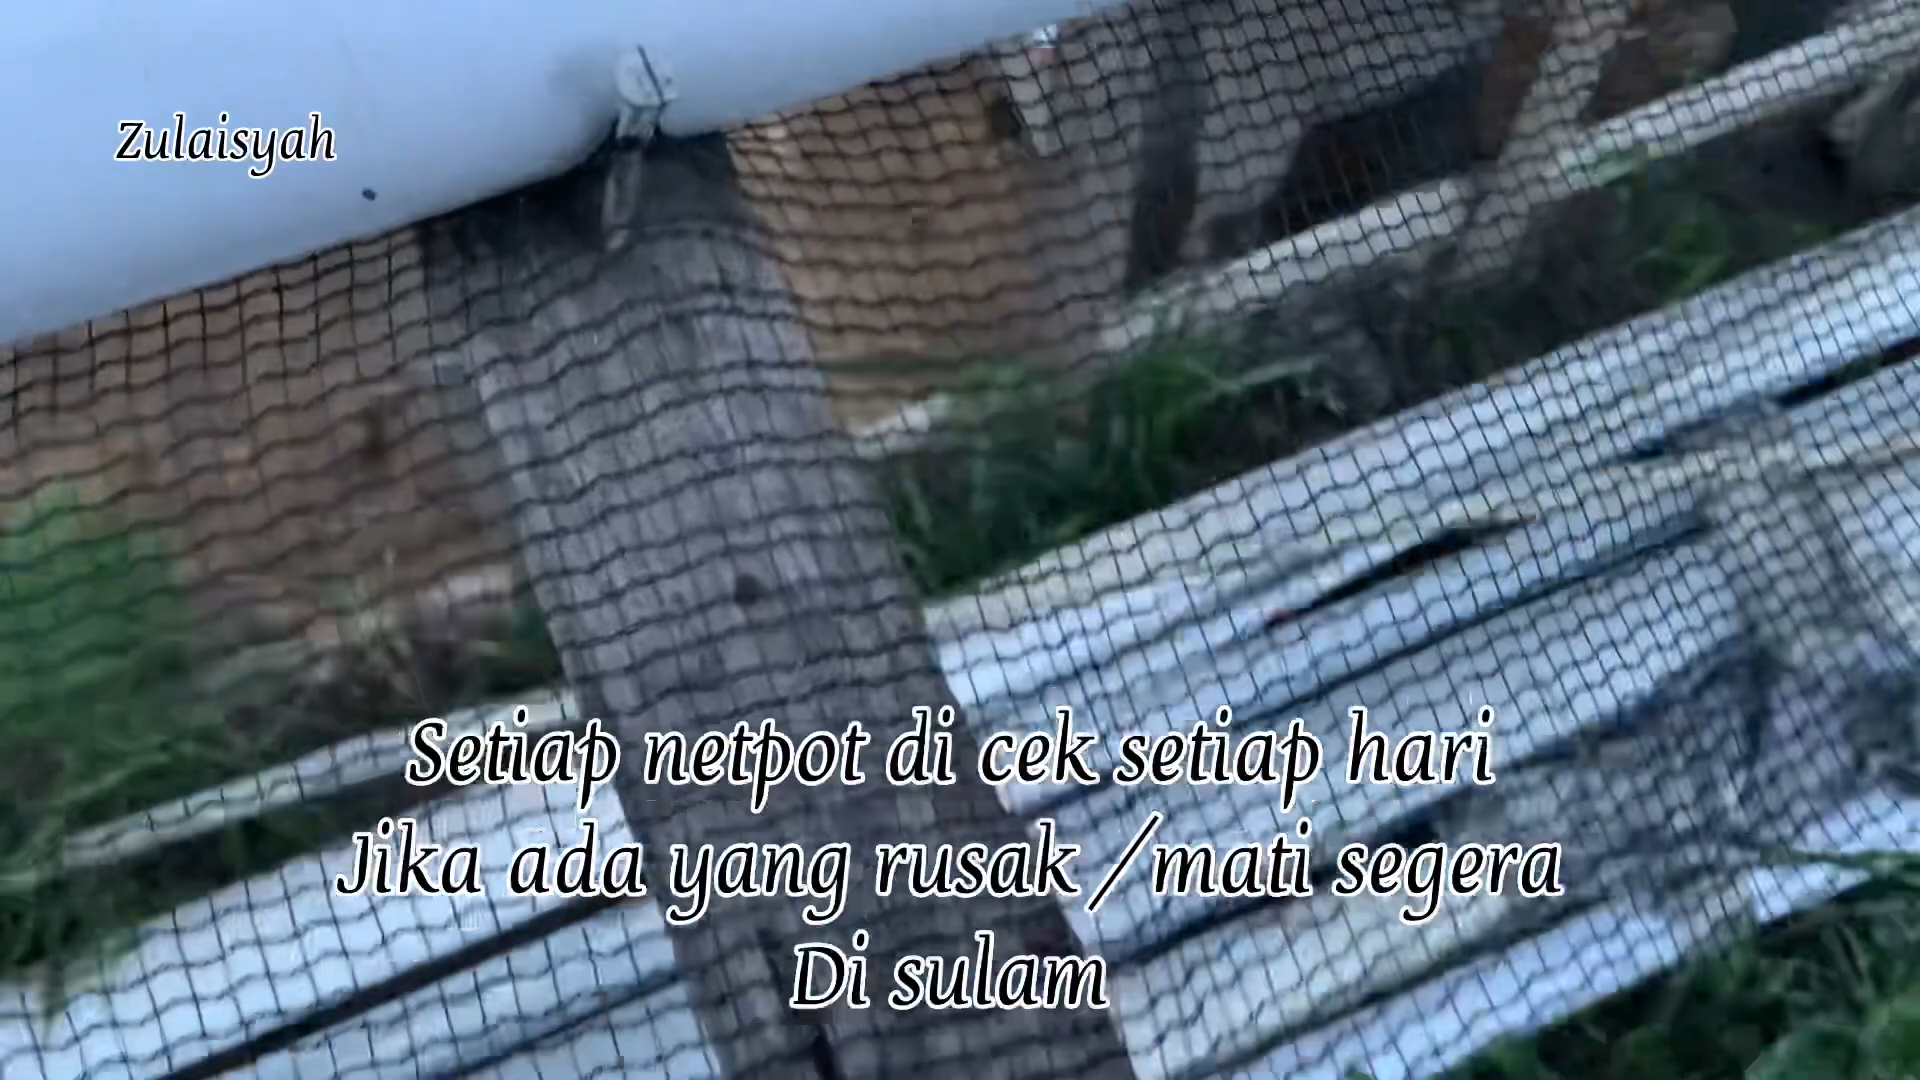 Zulaisyah
Setiap netpot di cek setiap hari
Jika ada yang rusak /mati segera
Di sulam